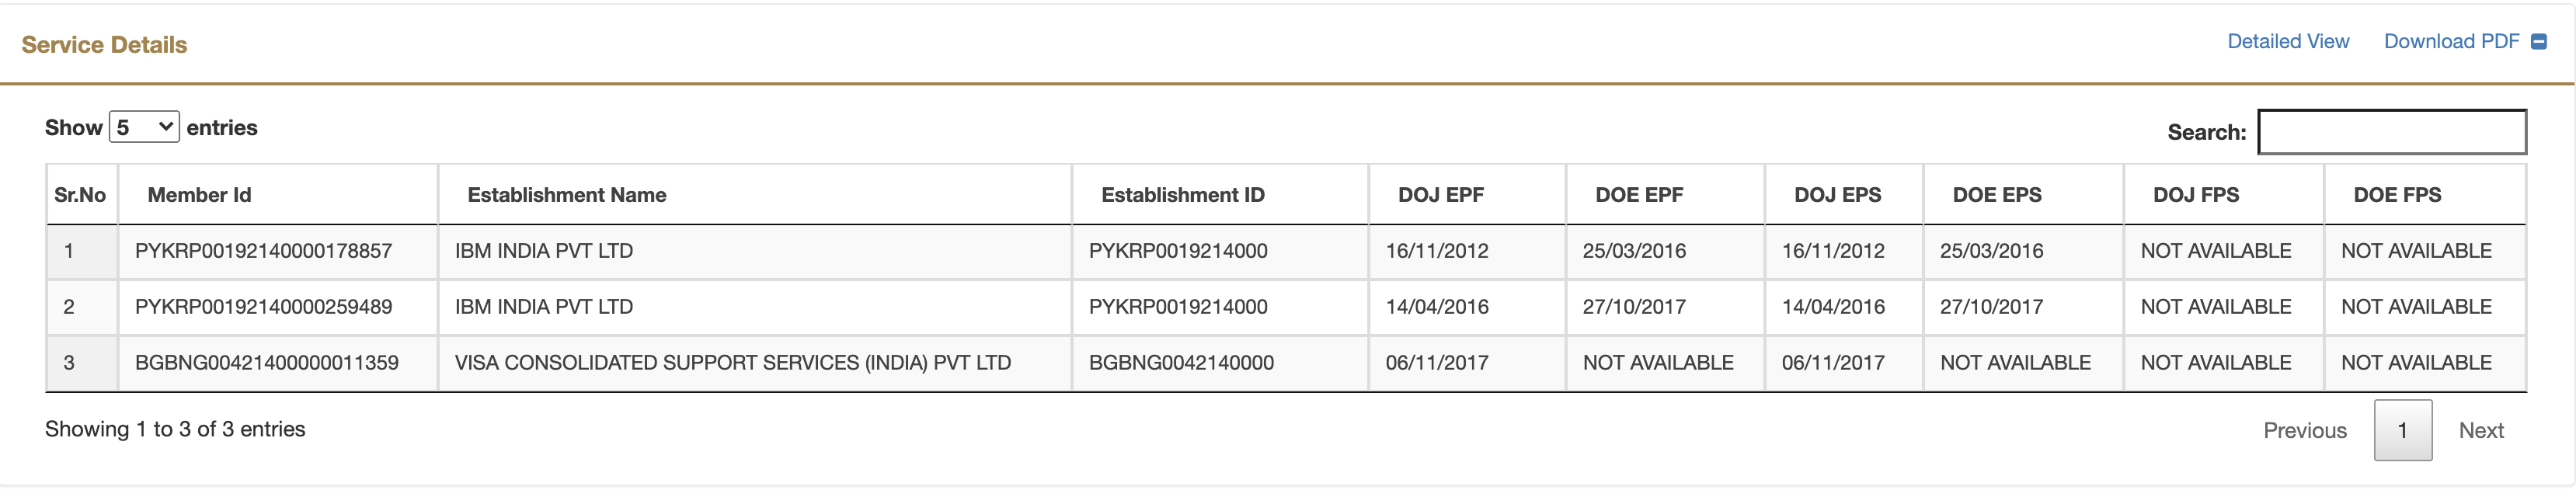 Service Details
Detailed View Download PDF
Show 5 entries
Search:
Sr.No Member Id Establishment Name Establishment ID DOJ EPF DOE EPF DOJ EPS DOE EPS DOJ FPS DOE FPS
1 PYKRP00192140000178857 IBM INDIA PVT LTD PYKRP0019214000 16/11/2012 25/03/2016 16/11/2012 25/03/2016 NOT AVAILABLE NOT AVAILABLE
2 PYKRP00192140000259489 IBM INDIA PVT LTD PYKRP0019214000 14/04/2016 27/10/2017 14/04/2016 27/10/2017 NOT AVAILABLE NOT AVAILABLE
3 BGBNG00421400000011359 VISA CONSOLIDATED SUPPORT SERVICES (INDIA) PVT LTD BGBNG0042140000 06/11/2017 NOT AVAILABLE 06/11/2017 NOT AVAILABLE NOT AVAILABLE NOT AVAILABLE
Showing 1 to 3 of 3 entries
Previous 1 Next